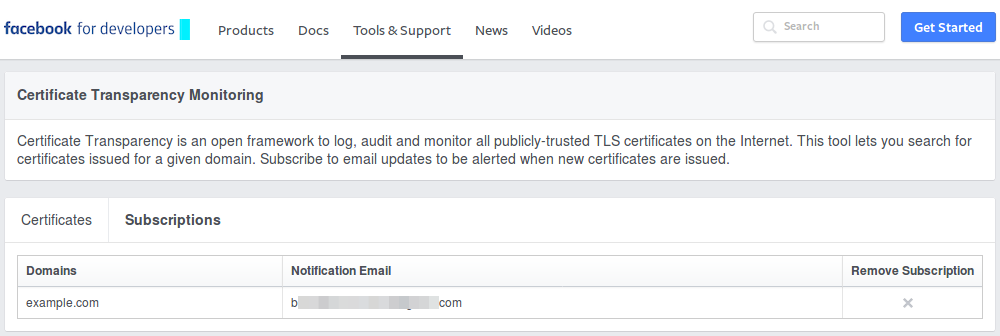 facebook for developers Products Docs Tools & Support News Videos Search Get Started
Certificate Transparency Monitoring
Certificate Transparency is an open framework to log, audit and monitor all publicly-trusted TLS certificates on the Internet. This tool lets you search for
certificates issued for a given domain. Subscribe to email updates to be alerted when new certificates are issued.
Certificates Subscriptions
Domains Notification Email Remove Subscription
example.com b com